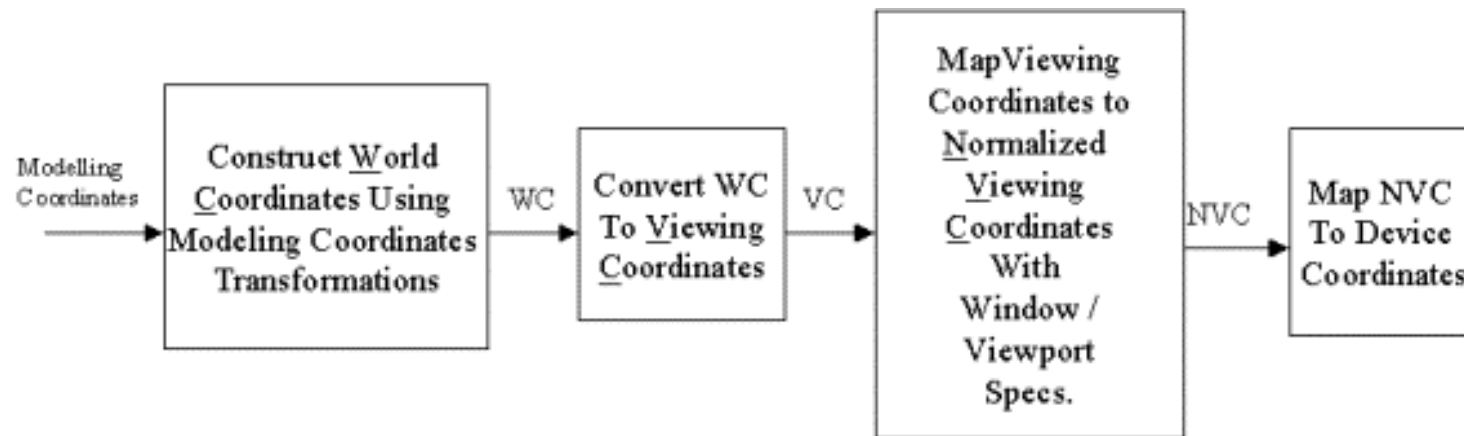 Modelling
Coordinates
Construct World
Coordinates Using
Modeling Coordinates
Transformations
WC
Convert WC
To Viewing
Coordinates
VC
MapViewing
Coordinates to
Normalized
Viewing
Coordinates
With
Window /
Viewport
Specs.
NVC
Map NVC
To Device
Coordinates